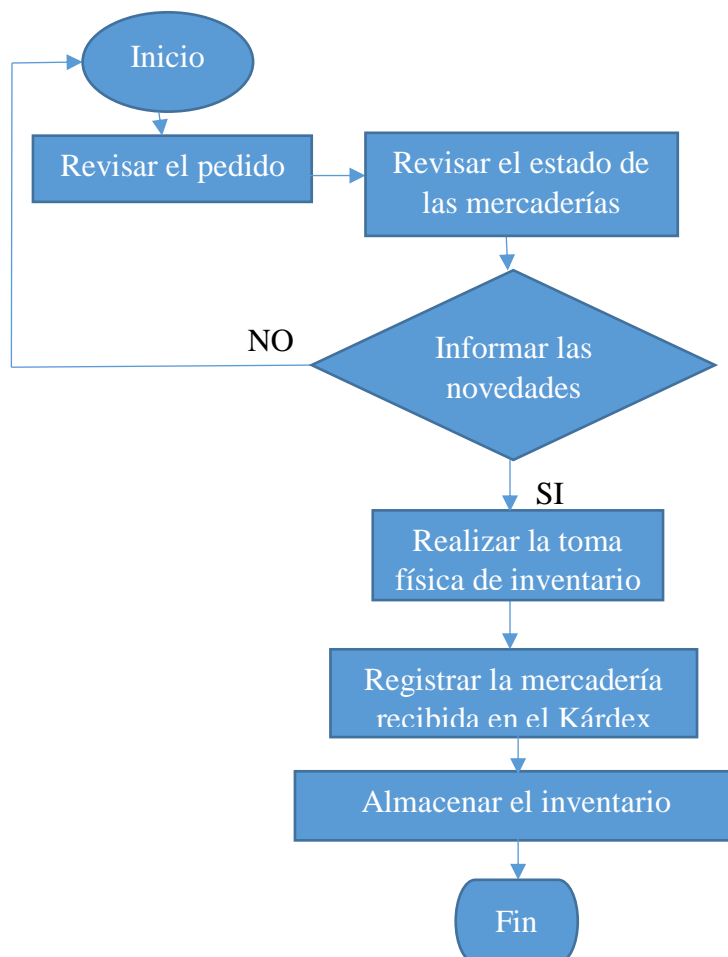 Inicio
Revisar el pedido
Revisar el estado de
las mercaderías
NO
Informar las
novedades
SI
Realizar la toma
física de inventario
Registrar la mercadería
recibida en el Kárdex
Almacenar el inventario
Fin